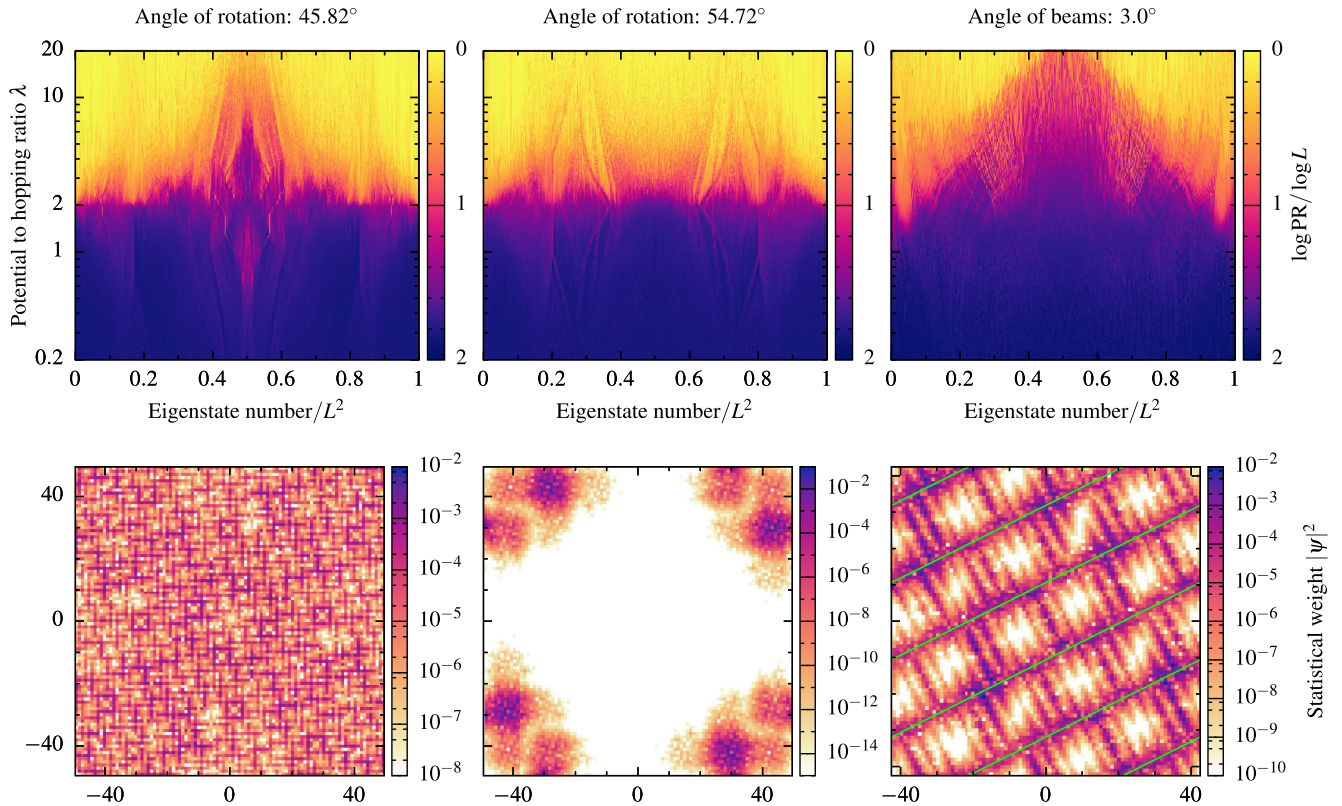 Angle of rotation: 45.82°
Angle of rotation: 54.72°
Angle of beams: 3.0°
Potential to hopping ratio λ
20
10
2
1
0.2
0 0.2 0.4 0.6 0.8 1
Eigenstate number/L²
0
1
2
0 0.2 0.4 0.6 0.8 1
Eigenstate number/L²
0
1
2
0 0.2 0.4 0.6 0.8 1
Eigenstate number/L²
0
1
2
log PR/log L
40
0
−40
−40 0 40
10⁻²
10⁻³
10⁻⁴
10⁻⁵
10⁻⁶
10⁻⁷
10⁻⁸
−40 0 40
10⁻²
10⁻⁴
10⁻⁶
10⁻⁸
10⁻¹⁰
10⁻¹²
10⁻¹⁴
−40 0 40
10⁻²
10⁻³
10⁻⁴
10⁻⁵
10⁻⁶
10⁻⁷
10⁻⁸
10⁻⁹
10⁻¹⁰
Statistical weight |ψ|²